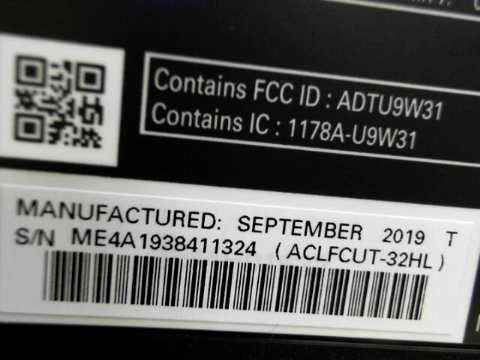 Contains FCC ID : ADTU9W31
Contains IC : 1178A-U9W31
MANUFACTURED: SEPTEMBER 2019 T
S/N ME4A1938411324 (ACLFCUT-32HL)